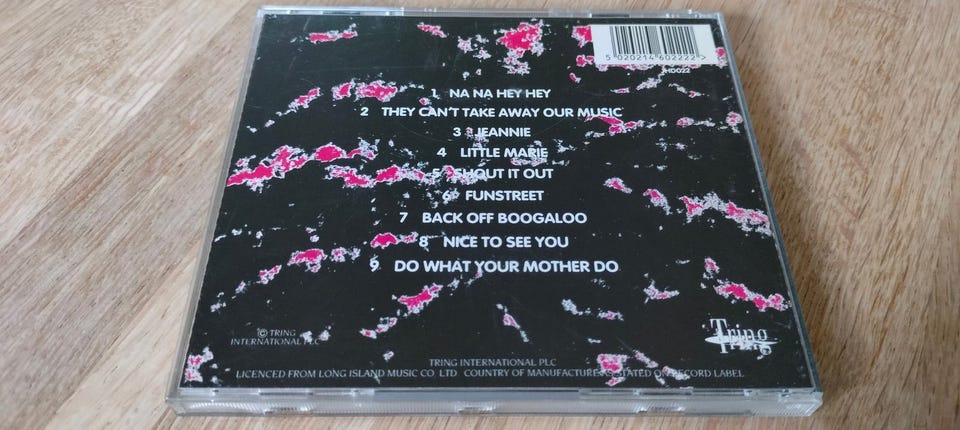 5 020214 602222 >
HD022
1 NA NA HEY HEY
2 THEY CAN'T TAKE AWAY OUR MUSIC
3 JEANNIE
4 LITTLE MARIE
5 SHOUT IT OUT
6 FUNSTREET
7 BACK OFF BOOGALOO
8 NICE TO SEE YOU
9 DO WHAT YOUR MOTHER DO
© TRING
INTERNATIONAL PLC
Tring
TRING INTERNATIONAL PLC
LICENCED FROM LONG ISLAND MUSIC CO LTD COUNTRY OF MANUFACTURE AS STATED ON RECORD LABEL